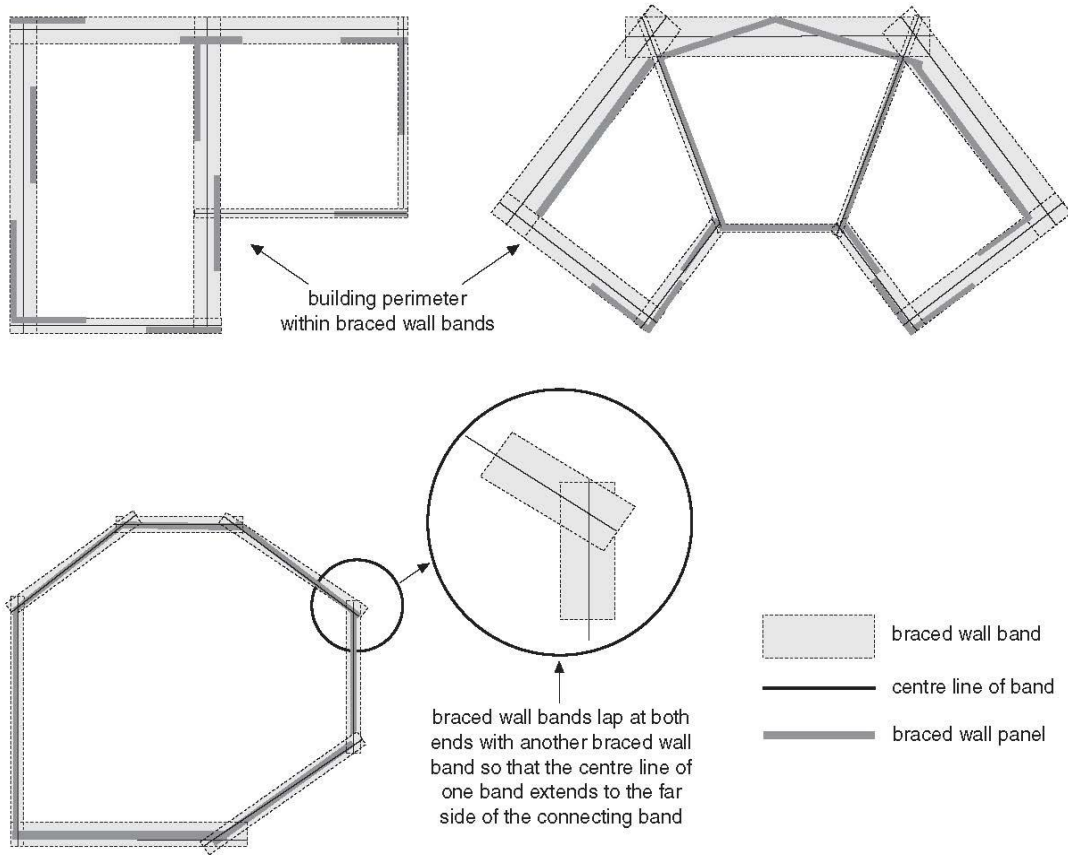 building perimeter
within braced wall bands
braced wall band
centre line of band
braced wall panel
braced wall bands lap at both
ends with another braced wall
band so that the centre line of
one band extends to the far
side of the connecting band